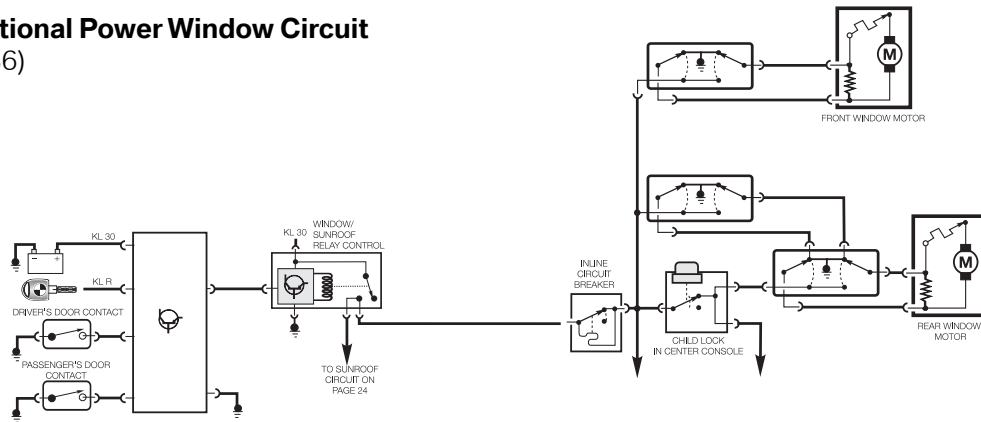 tional Power Window Circuit
6)
M
FRONT WINDOW MOTOR
KL 30
KL 30
WINDOW/
SUNROOF
RELAY CONTROL
KL R
DRIVER'S DOOR CONTACT
PASSENGER'S DOOR
CONTACT
TO SUNROOF
CIRCUIT ON
PAGE 24
INLINE
CIRCUIT
BREAKER
CHILD LOCK
IN CENTER CONSOLE
M
REAR WINDOW
MOTOR